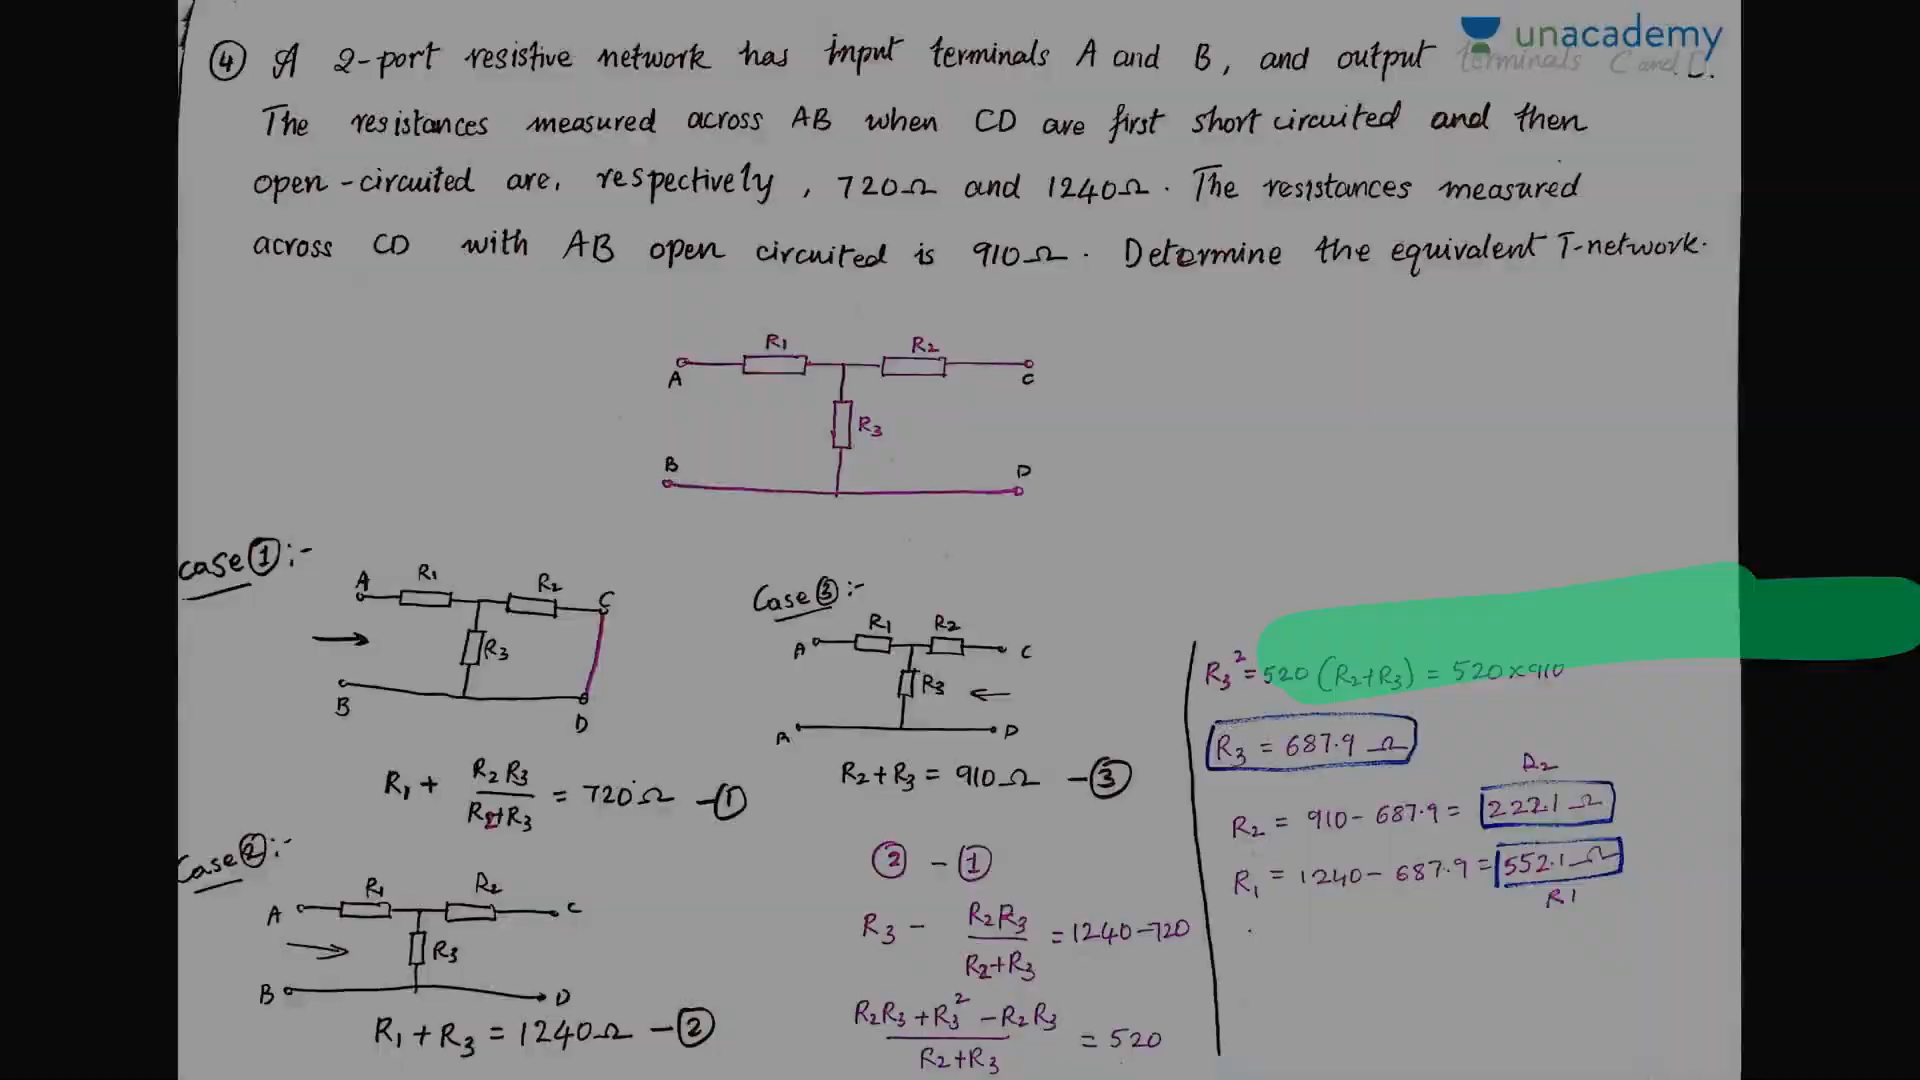 unacademy
④ A 2-port resistive network has input terminals A and B, and output terminals C and D.
The resistances measured across AB when CD are first short circuited and then
open-circuited are, respectively, 720Ω and 1240Ω. The resistances measured
across CD with AB open circuited is 910Ω. Determine the equivalent T-network.
R₁ R₂
A C
R₃
B D
case ①:-
A R₁ R₂ C
R₃
B D
R₁ + R₂R₃/(R₂+R₃) = 720Ω -①
Case ②:-
A R₁ R₂ C
R₃
B D
R₁ + R₃ = 1240Ω -②
Case ③:-
A R₁ R₂ C
R₃
D
R₂+R₃ = 910Ω -③
② - ①
R₃ - R₂R₃/(R₂+R₃) = 1240-720
(R₂R₃ + R₃² - R₂R₃)/(R₂+R₃) = 520
R₃² = 520 (R₂+R₃) = 520×910
R₃ = 687.9 Ω
R₂
R₂ = 910 - 687.9 = 222.1 Ω
R₁ = 1240 - 687.9 = 552.1 Ω
R1